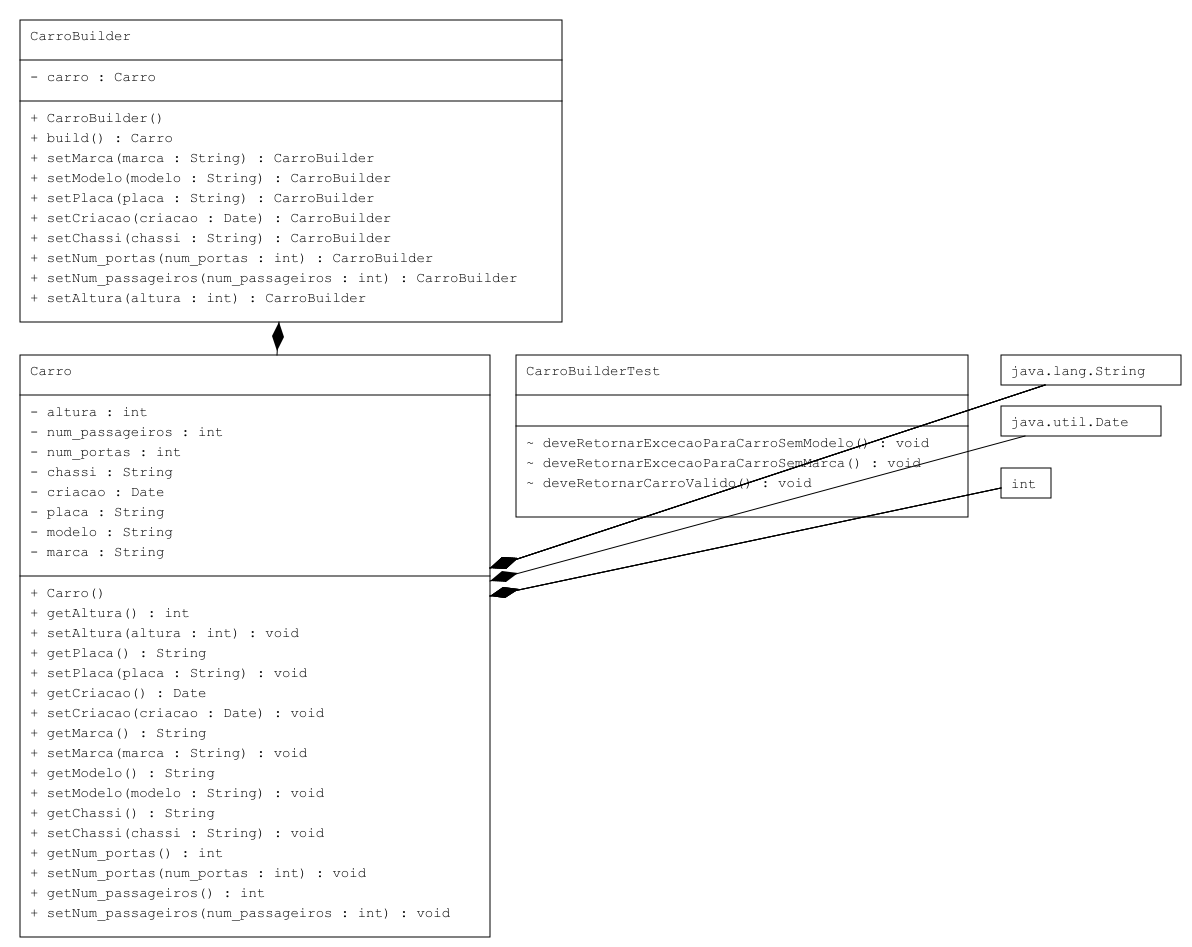 CarroBuilder
- carro : Carro
+ CarroBuilder()
+ build() : Carro
+ setMarca(marca : String) : CarroBuilder
+ setModelo(modelo : String) : CarroBuilder
+ setPlaca(placa : String) : CarroBuilder
+ setCriacao(criacao : Date) : CarroBuilder
+ setChassi(chassi : String) : CarroBuilder
+ setNum_portas(num_portas : int) : CarroBuilder
+ setNum_passageiros(num_passageiros : int) : CarroBuilder
+ setAltura(altura : int) : CarroBuilder
Carro
- altura : int
- num_passageiros : int
- num_portas : int
- chassi : String
- criacao : Date
- placa : String
- modelo : String
- marca : String
+ Carro()
+ getAltura() : int
+ setAltura(altura : int) : void
+ getPlaca() : String
+ setPlaca(placa : String) : void
+ getCriacao() : Date
+ setCriacao(criacao : Date) : void
+ getMarca() : String
+ setMarca(marca : String) : void
+ getModelo() : String
+ setModelo(modelo : String) : void
+ getChassi() : String
+ setChassi(chassi : String) : void
+ getNum_portas() : int
+ setNum_portas(num_portas : int) : void
+ getNum_passageiros() : int
+ setNum_passageiros(num_passageiros : int) : void
CarroBuilderTest
~ deveRetornarExcecaoParaCarroSemModelo() : void
~ deveRetornarExcecaoParaCarroSemMarca() : void
~ deveRetornarCarroValido() : void
java.lang.String
java.util.Date
int